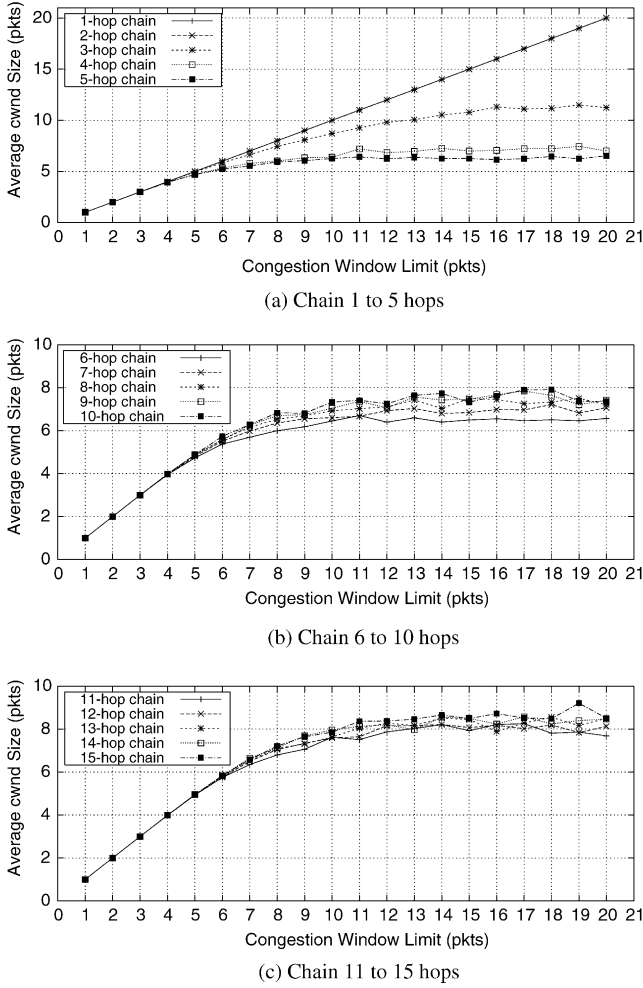 Average cwnd Size (pkts)
20
15
10
5
0
1-hop chain
2-hop chain
3-hop chain
4-hop chain
5-hop chain
0 1 2 3 4 5 6 7 8 9 10 11 12 13 14 15 16 17 18 19 20 21
Congestion Window Limit (pkts)
(a) Chain 1 to 5 hops
Average cwnd Size (pkts)
10
8
6
4
2
0
6-hop chain
7-hop chain
8-hop chain
9-hop chain
10-hop chain
0 1 2 3 4 5 6 7 8 9 10 11 12 13 14 15 16 17 18 19 20 21
Congestion Window Limit (pkts)
(b) Chain 6 to 10 hops
Average cwnd Size (pkts)
10
8
6
4
2
0
11-hop chain
12-hop chain
13-hop chain
14-hop chain
15-hop chain
0 1 2 3 4 5 6 7 8 9 10 11 12 13 14 15 16 17 18 19 20 21
Congestion Window Limit (pkts)
(c) Chain 11 to 15 hops